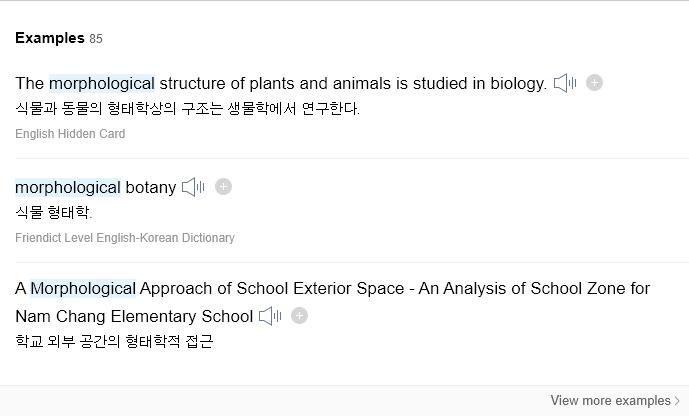 Examples 85
The morphological structure of plants and animals is studied in biology.
식물과 동물의 형태학상의 구조는 생물학에서 연구한다.
English Hidden Card
morphological botany
식물 형태학.
Friendict Level English-Korean Dictionary
A Morphological Approach of School Exterior Space - An Analysis of School Zone for
Nam Chang Elementary School
학교 외부 공간의 형태학적 접근
View more examples